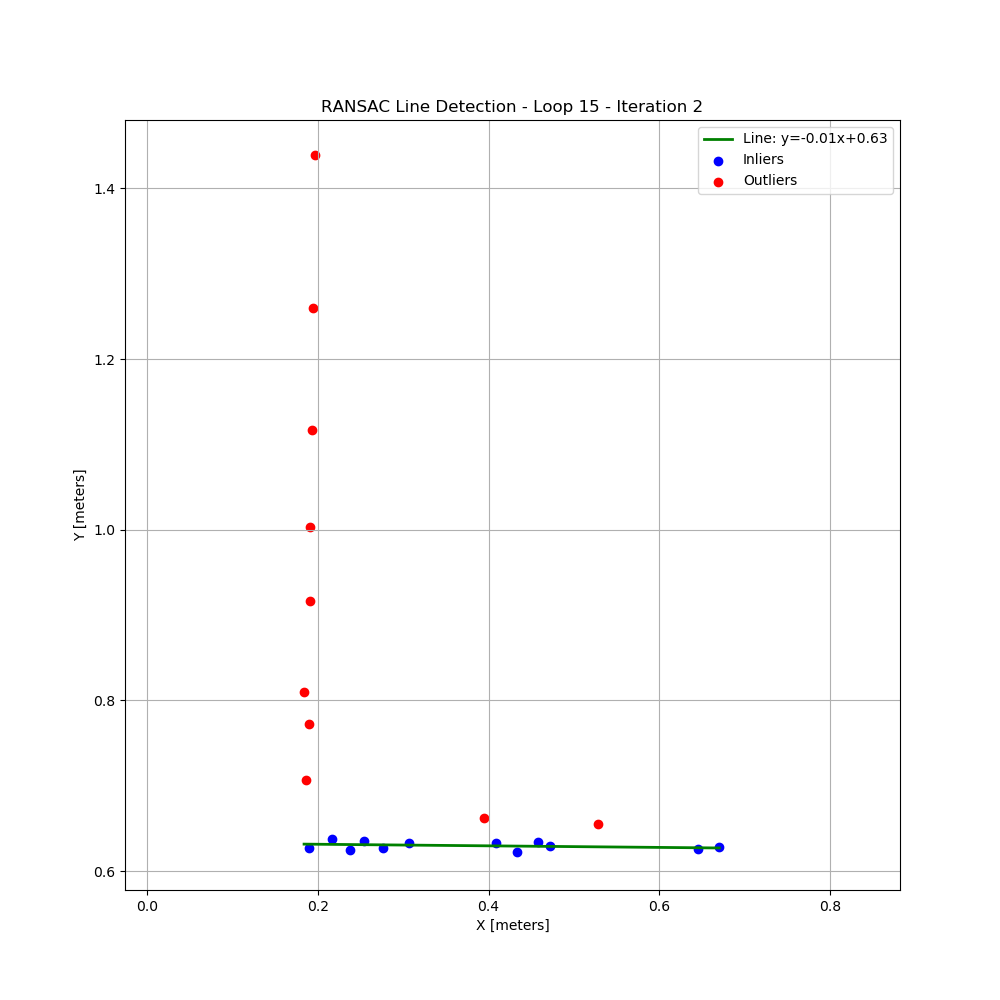 RANSAC Line Detection - Loop 15 - Iteration 2
Line: y=-0.01x+0.63
Inliers
Outliers
Y [meters]
1.4
1.2
1.0
0.8
0.6
0.0 0.2 0.4 0.6 0.8
X [meters]